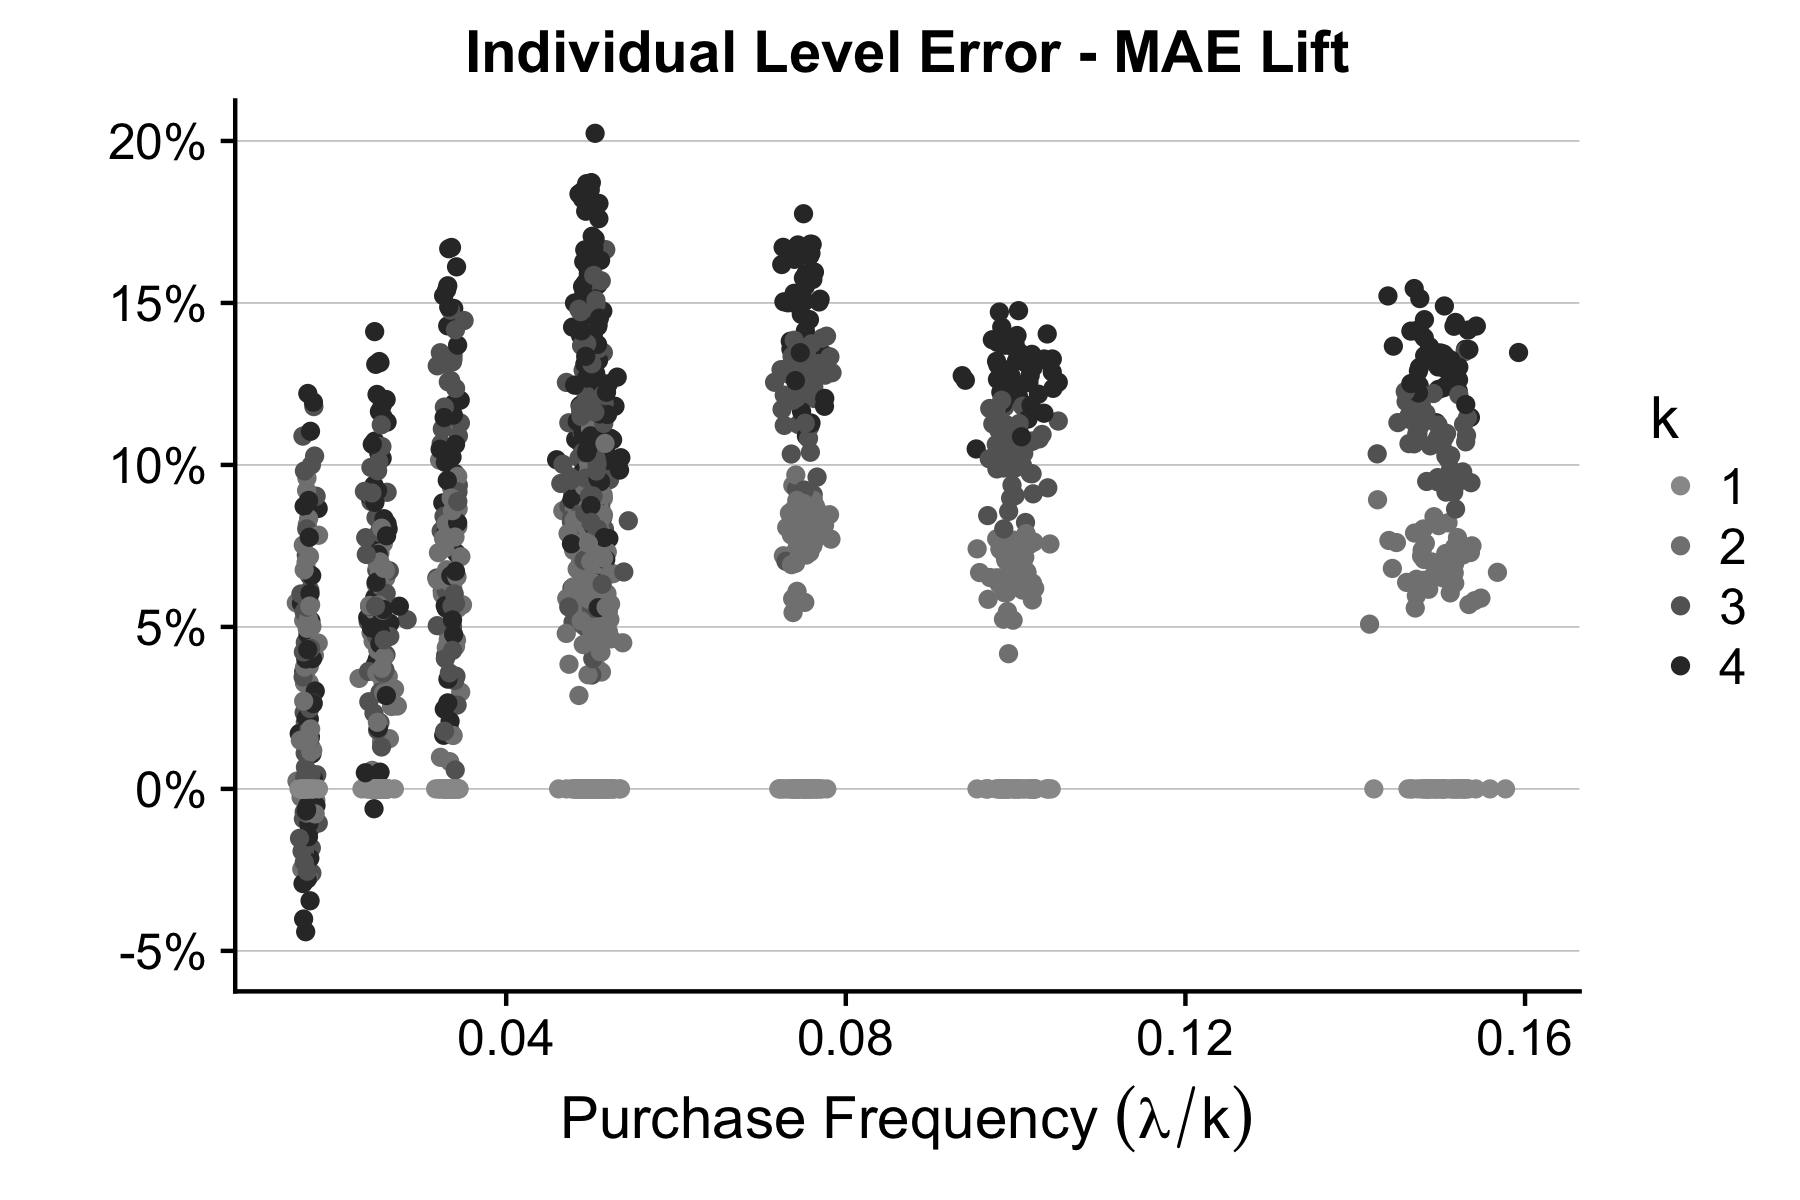 Individual Level Error - MAE Lift
20%
15%
10%
5%
0%
-5%
0.04 0.08 0.12 0.16
Purchase Frequency (λ/k)
k
1
2
3
4